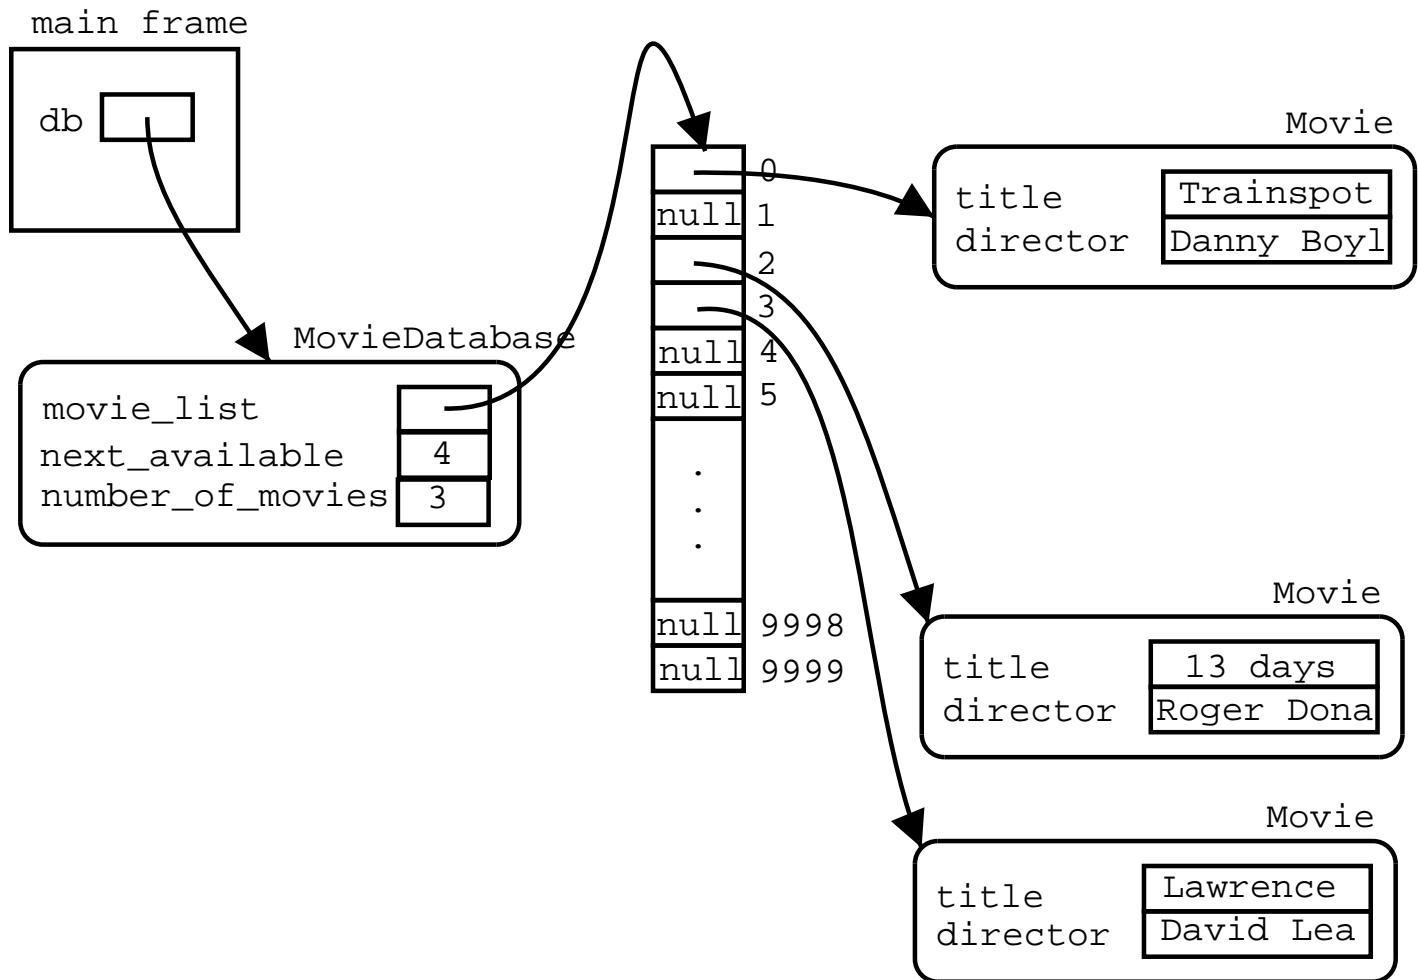 main frame
db
MovieDatabase
movie_list
next_available 4
number_of_movies 3
0
null 1
2
3
null 4
null 5
.
.
.
null 9998
null 9999
Movie
title Trainspot
director Danny Boyl
Movie
title 13 days
director Roger Dona
Movie
title Lawrence
director David Lea